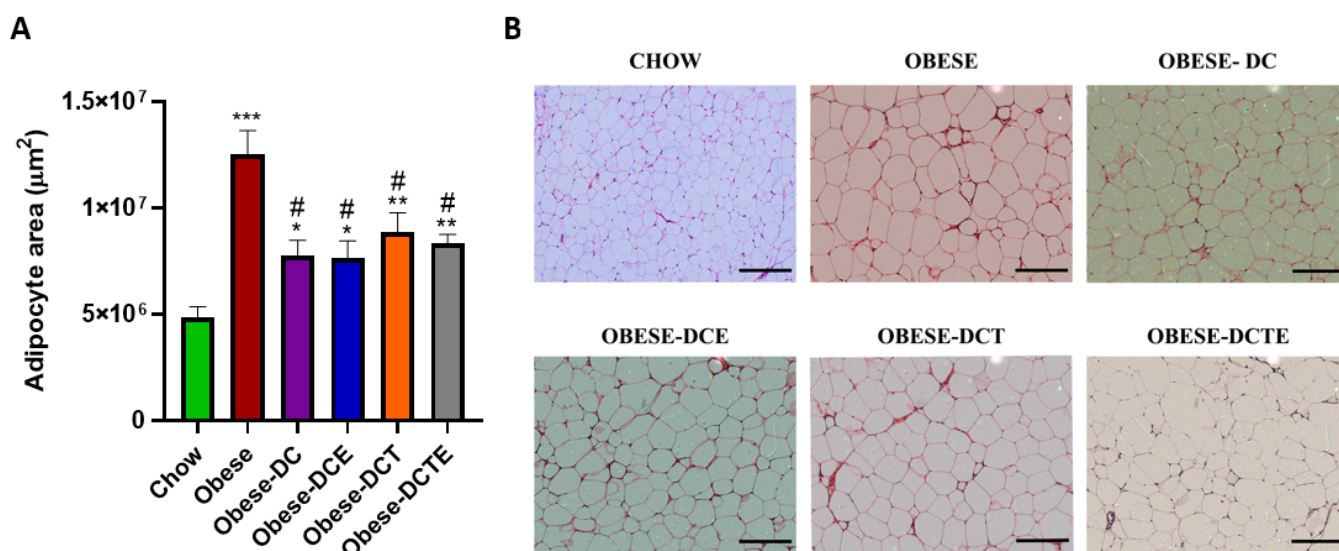 A
B
Adipocyte area (μm²)
1.5×10⁷
1×10⁷
5×10⁶
0
***
#
*
#
*
#
**
#
**
Chow
Obese
Obese-DC
Obese-DCE
Obese-DCT
Obese-DCTE
CHOW
OBESE
OBESE- DC
OBESE-DCE
OBESE-DCT
OBESE-DCTE